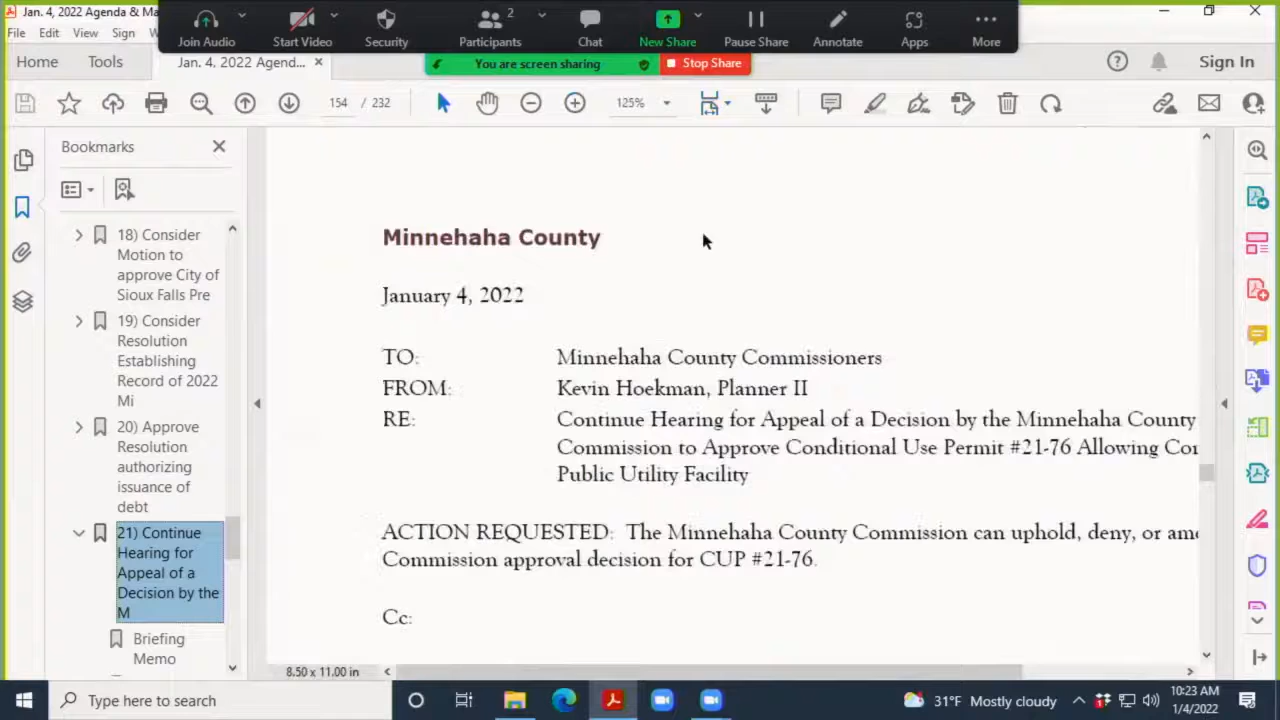 Jan. 4, 2022 Agenda & Ma
File Edit View Sign W
Join Audio
Start Video
Security
2
Participants
Chat
New Share
Pause Share
Annotate
Apps
More
You are screen sharing
Stop Share
Home
Tools
Jan. 4, 2022 Agend...
Sign In
154 / 232
125%
Bookmarks
18) Consider
Motion to
approve City of
Sioux Falls Pre
19) Consider
Resolution
Establishing
Record of 2022
Mi
20) Approve
Resolution
authorizing
issuance of
debt
21) Continue
Hearing for
Appeal of a
Decision by the
M
Briefing
Memo
Minnehaha County
January 4, 2022
TO: Minnehaha County Commissioners
FROM: Kevin Hoekman, Planner II
RE: Continue Hearing for Appeal of a Decision by the Minnehaha County
Commission to Approve Conditional Use Permit #21-76 Allowing Con
Public Utility Facility
ACTION REQUESTED: The Minnehaha County Commission can uphold, deny, or ame
Commission approval decision for CUP #21-76.
Cc:
8.50 x 11.00 in
Type here to search
31°F Mostly cloudy
10:23 AM
1/4/2022